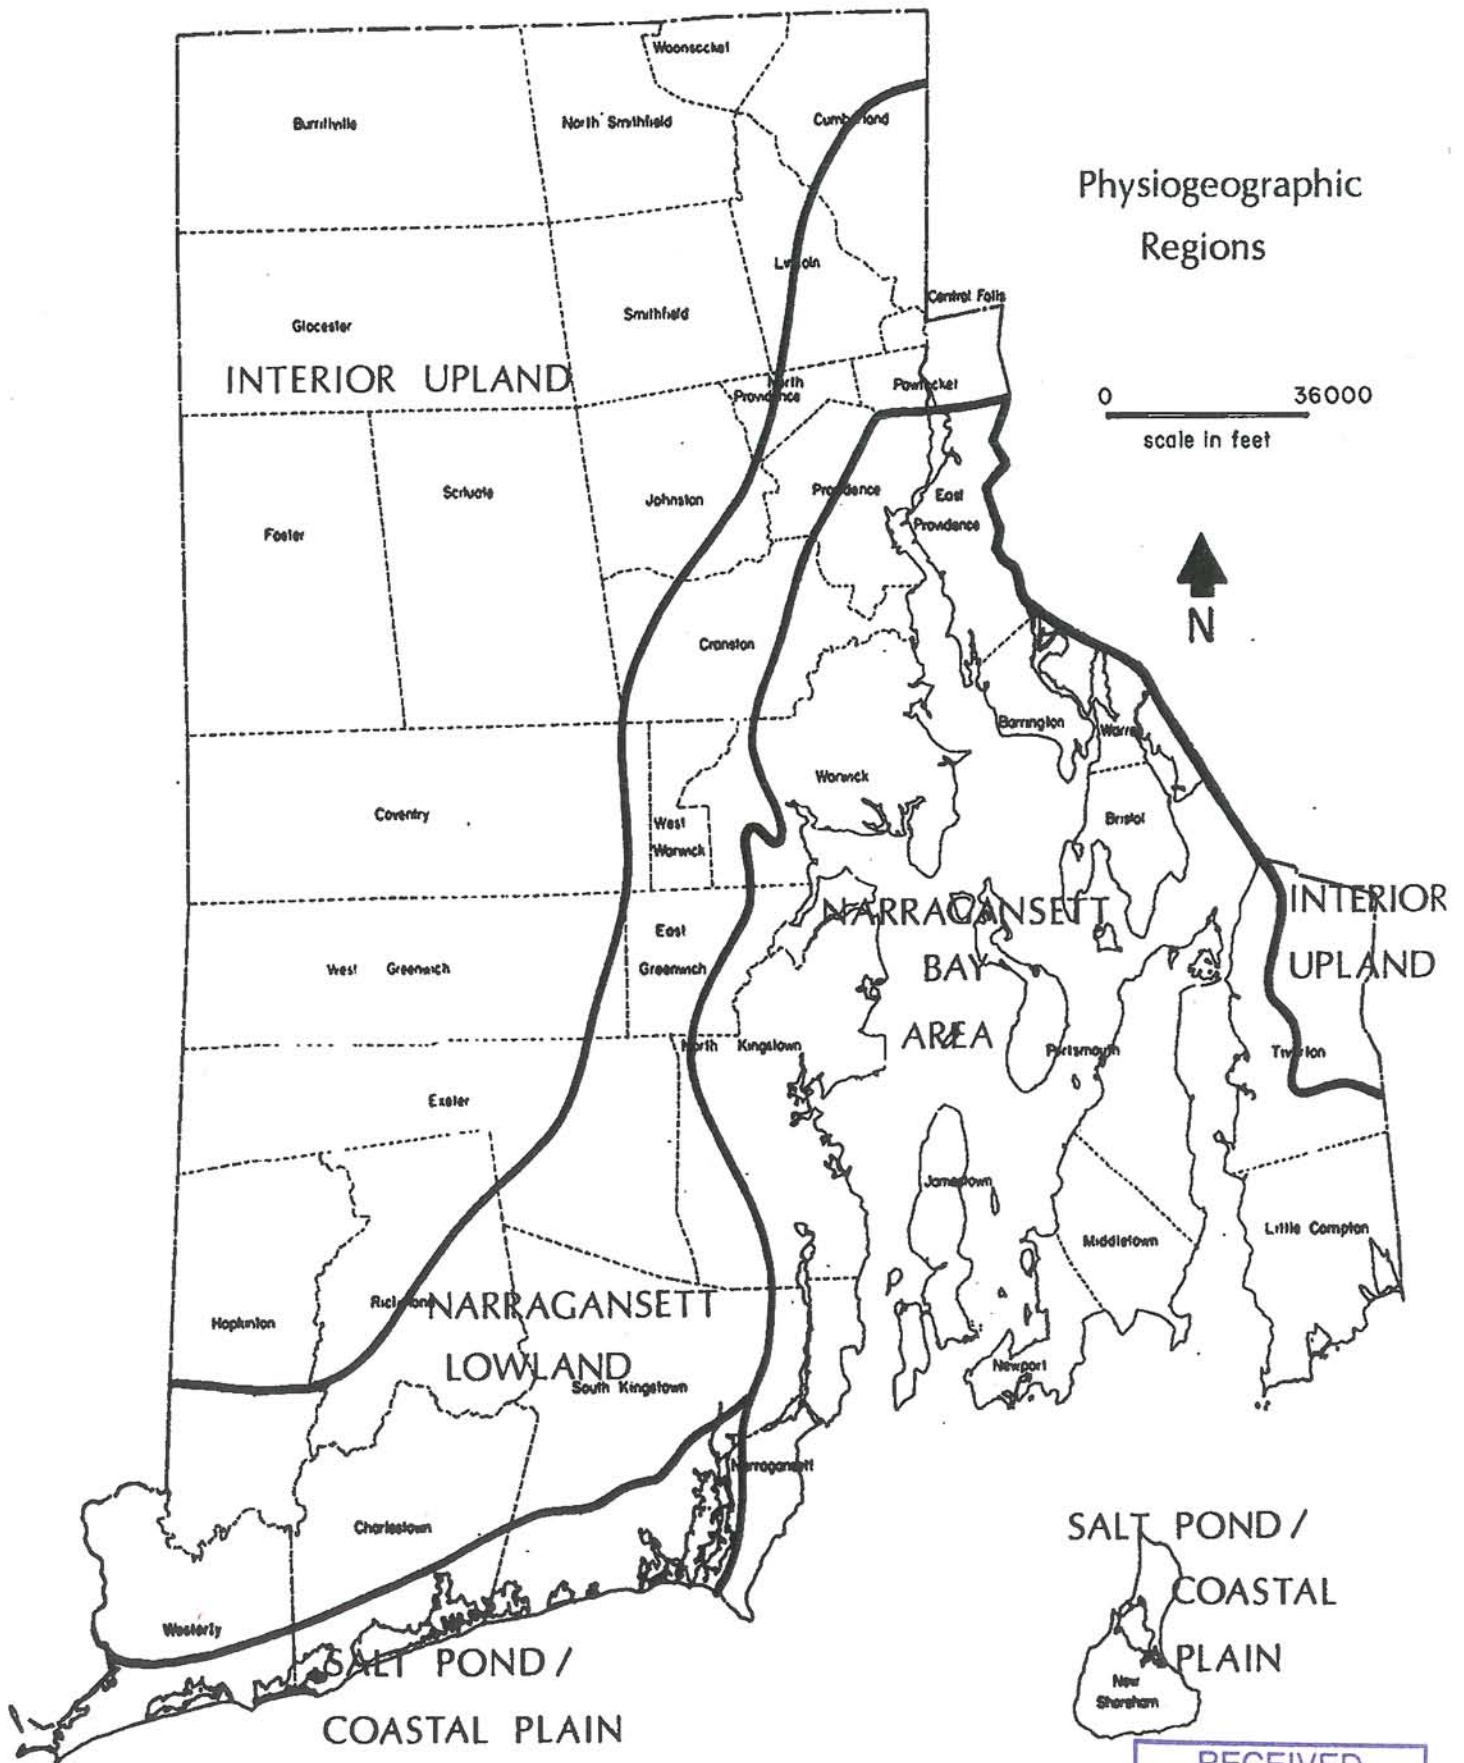 Woonsocket
Burrillville
North Smithfield
Cumberland
Physiogeographic
Regions
Lincoln
Central Falls
Glocester
Smithfield
INTERIOR UPLAND
North
Providence
Pawtucket
0 36000
scale in feet
Scituate
Johnston
Providence
East
Providence
Foster
N
Cranston
Barrington
Warren
Warwick
Coventry
West
Warwick
Bristol
INTERIOR
UPLAND
NARRAGANSETT
BAY
AREA
East
Greenwich
West Greenwich
North Kingstown
Portsmouth
Tiverton
Exeter
Jamestown
Middletown
Little Compton
Hopkinton
Richmond
NARRAGANSETT
LOWLAND
South Kingstown
Newport
Narragansett
Charlestown
Westerly
SALT POND /
COASTAL PLAIN
SALT POND /
COASTAL
PLAIN
New
Shoreham
RECEIVED